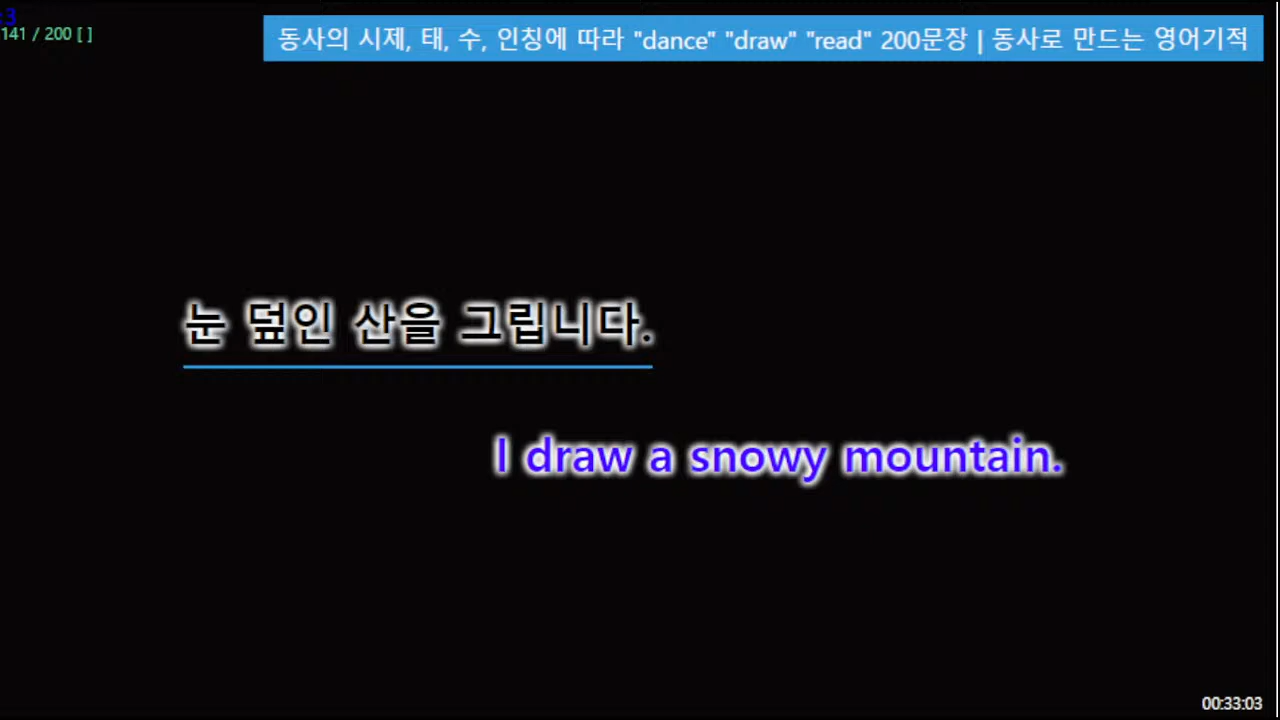 :3
141 / 200 [ ]
동사의 시제, 태, 수, 인칭에 따라 "dance" "draw" "read" 200문장 | 동사로 만드는 영어기적
눈 덮인 산을 그립니다.
I draw a snowy mountain.
00:33:03